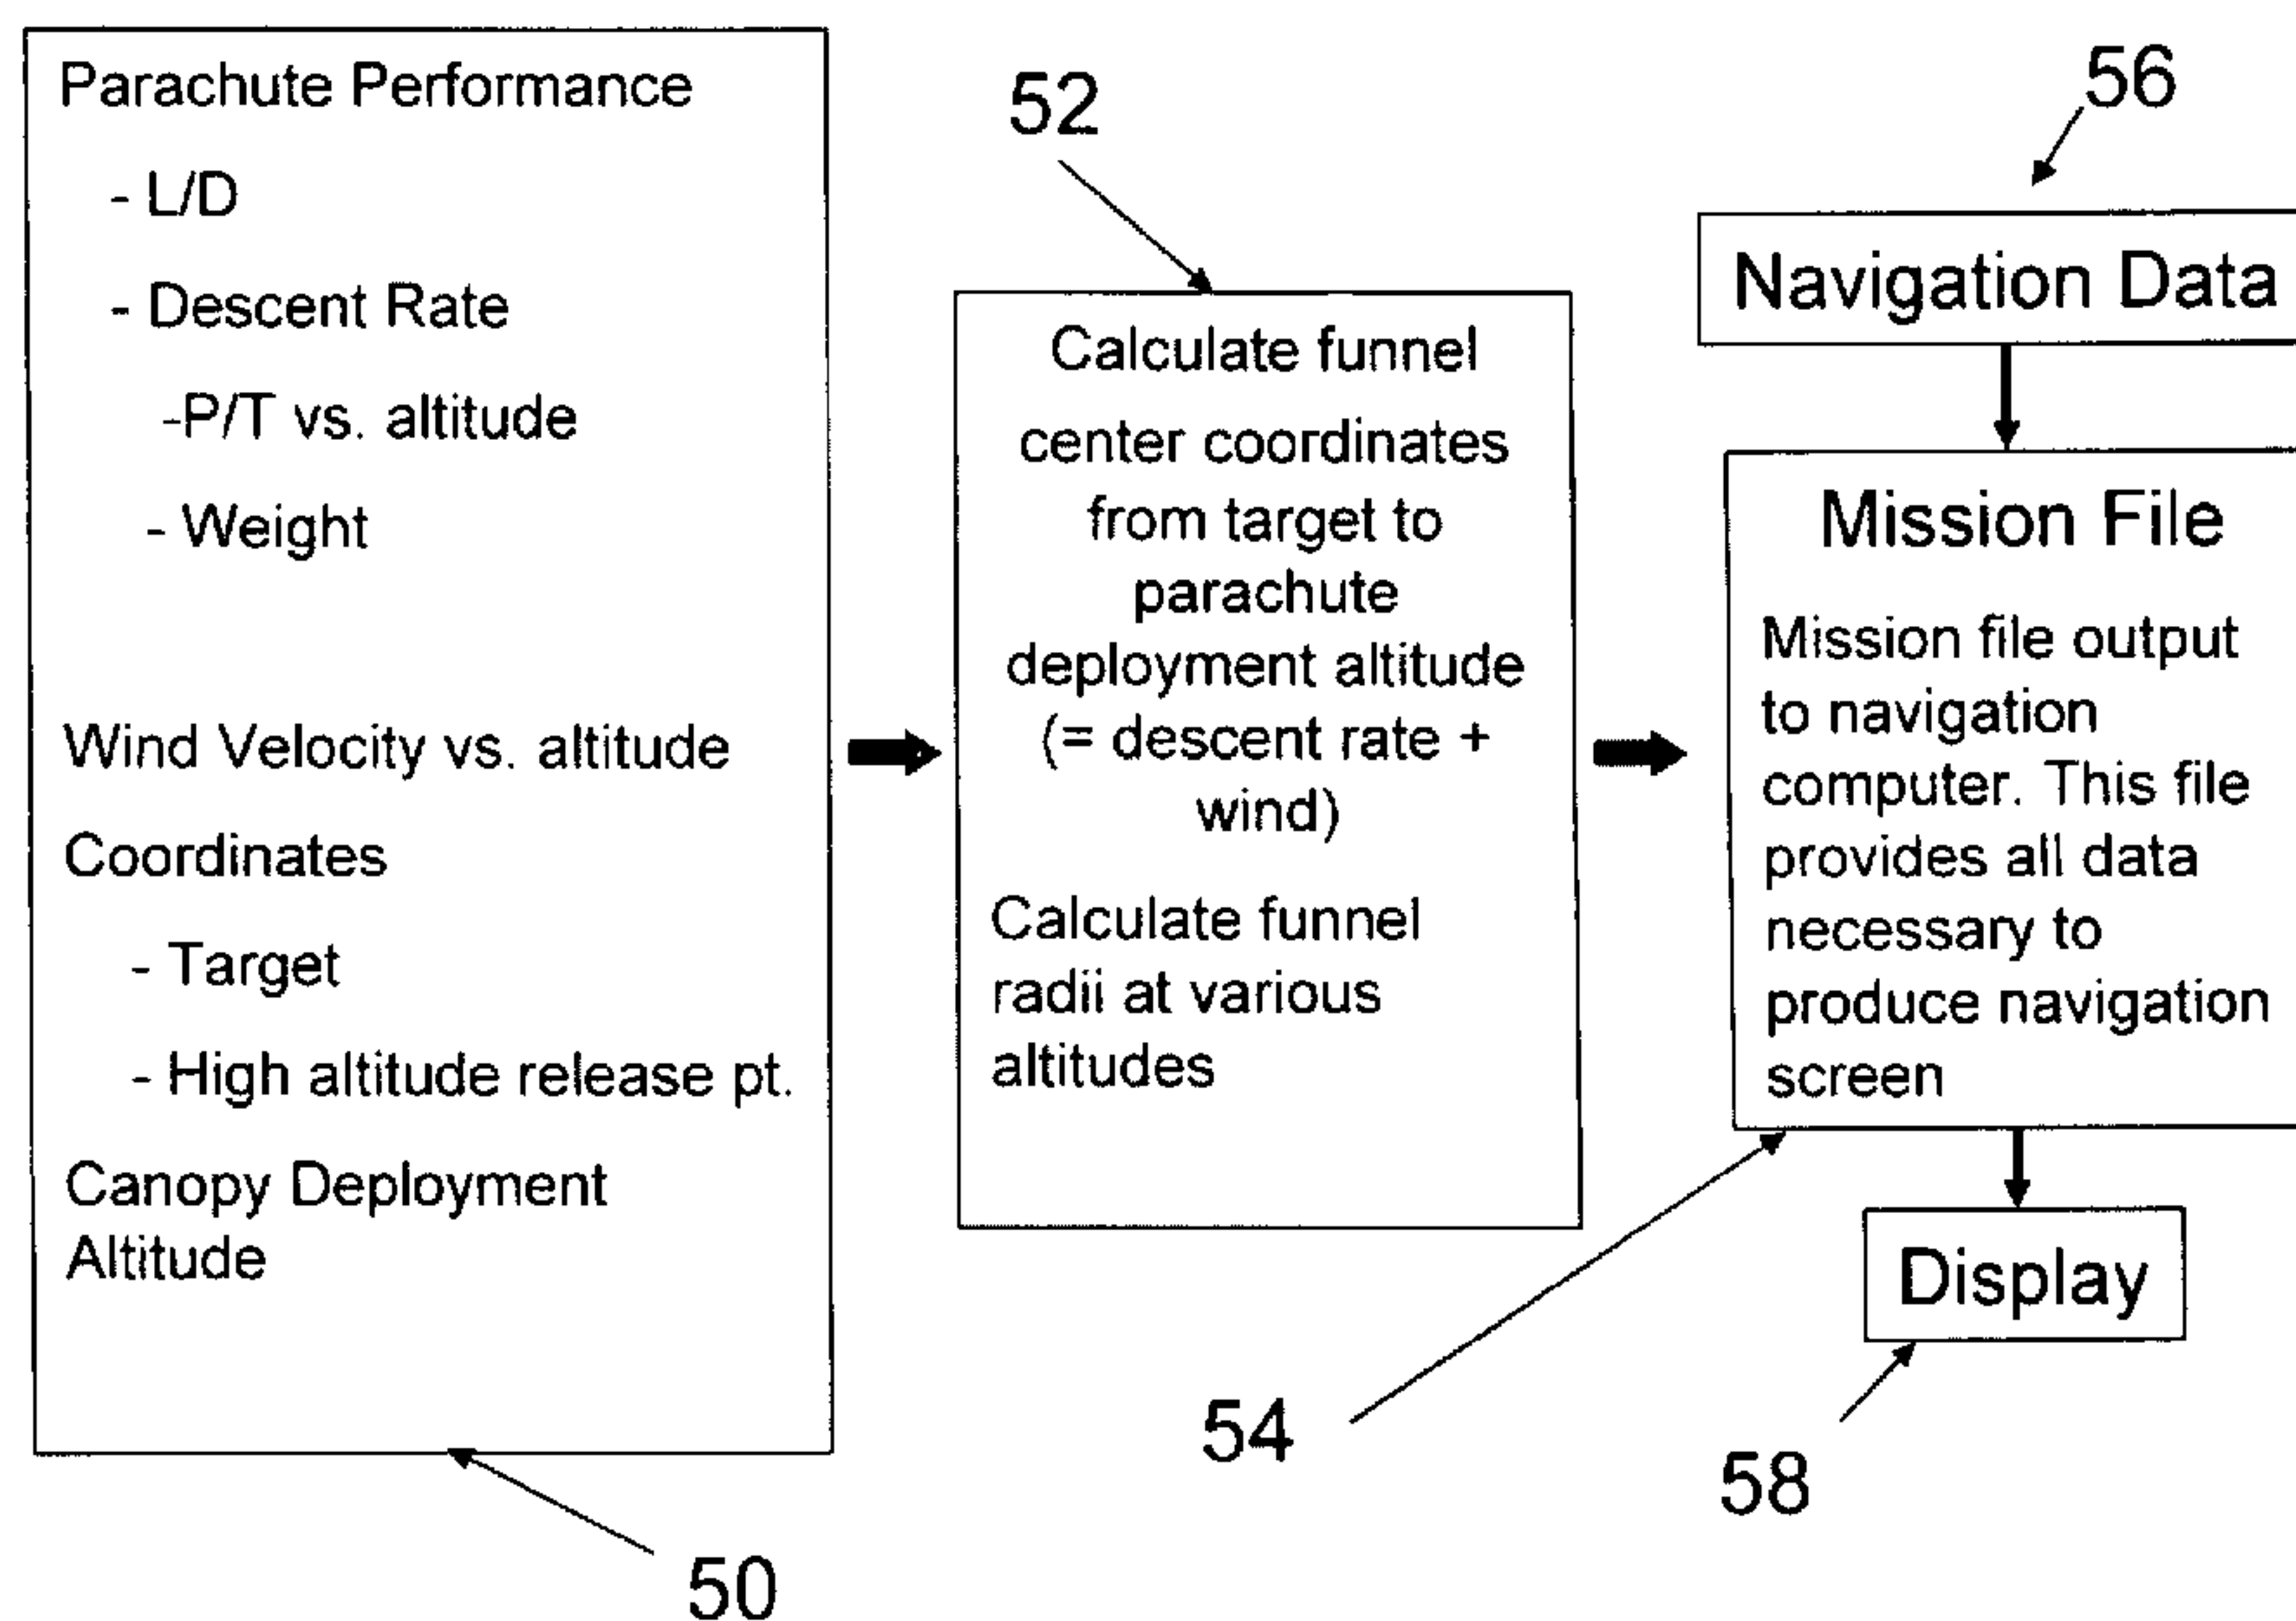 Parachute Performance
- L/D
- Descent Rate
-P/T vs. altitude
- Weight
Wind Velocity vs. altitude
Coordinates
- Target
- High altitude release pt.
Canopy Deployment
Altitude
50
52
Calculate funnel
center coordinates
from target to
parachute
deployment altitude
(= descent rate +
wind)
Calculate funnel
radii at various
altitudes
56
Navigation Data
Mission File
Mission file output
to navigation
computer. This file
provides all data
necessary to
produce navigation
screen
54
Display
58